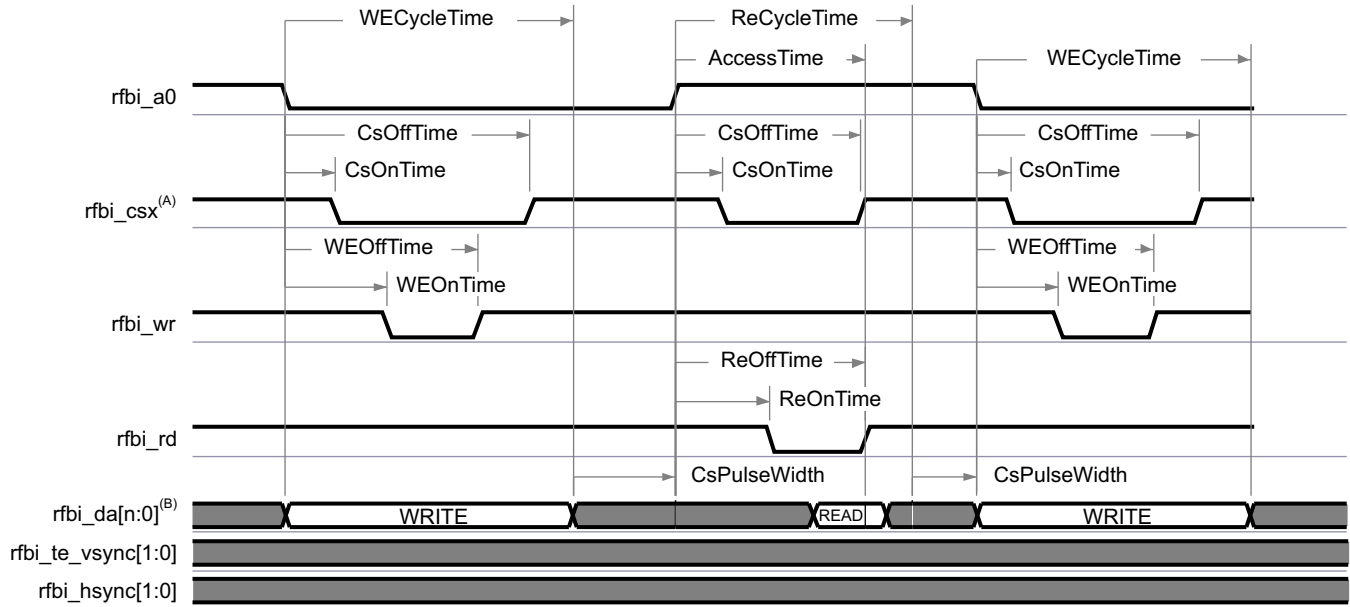 WECycleTime ReCycleTime
AccessTime WECycleTime
rfbi_a0
CsOffTime CsOffTime CsOffTime
CsOnTime CsOnTime CsOnTime
rfbi_csx(A)
WEOffTime WEOffTime
WEOnTime WEOnTime
rfbi_wr
ReOffTime
ReOnTime
rfbi_rd
CsPulseWidth CsPulseWidth
rfbi_da[n:0](B) WRITE READ WRITE
rfbi_te_vsync[1:0]
rfbi_hsync[1:0]